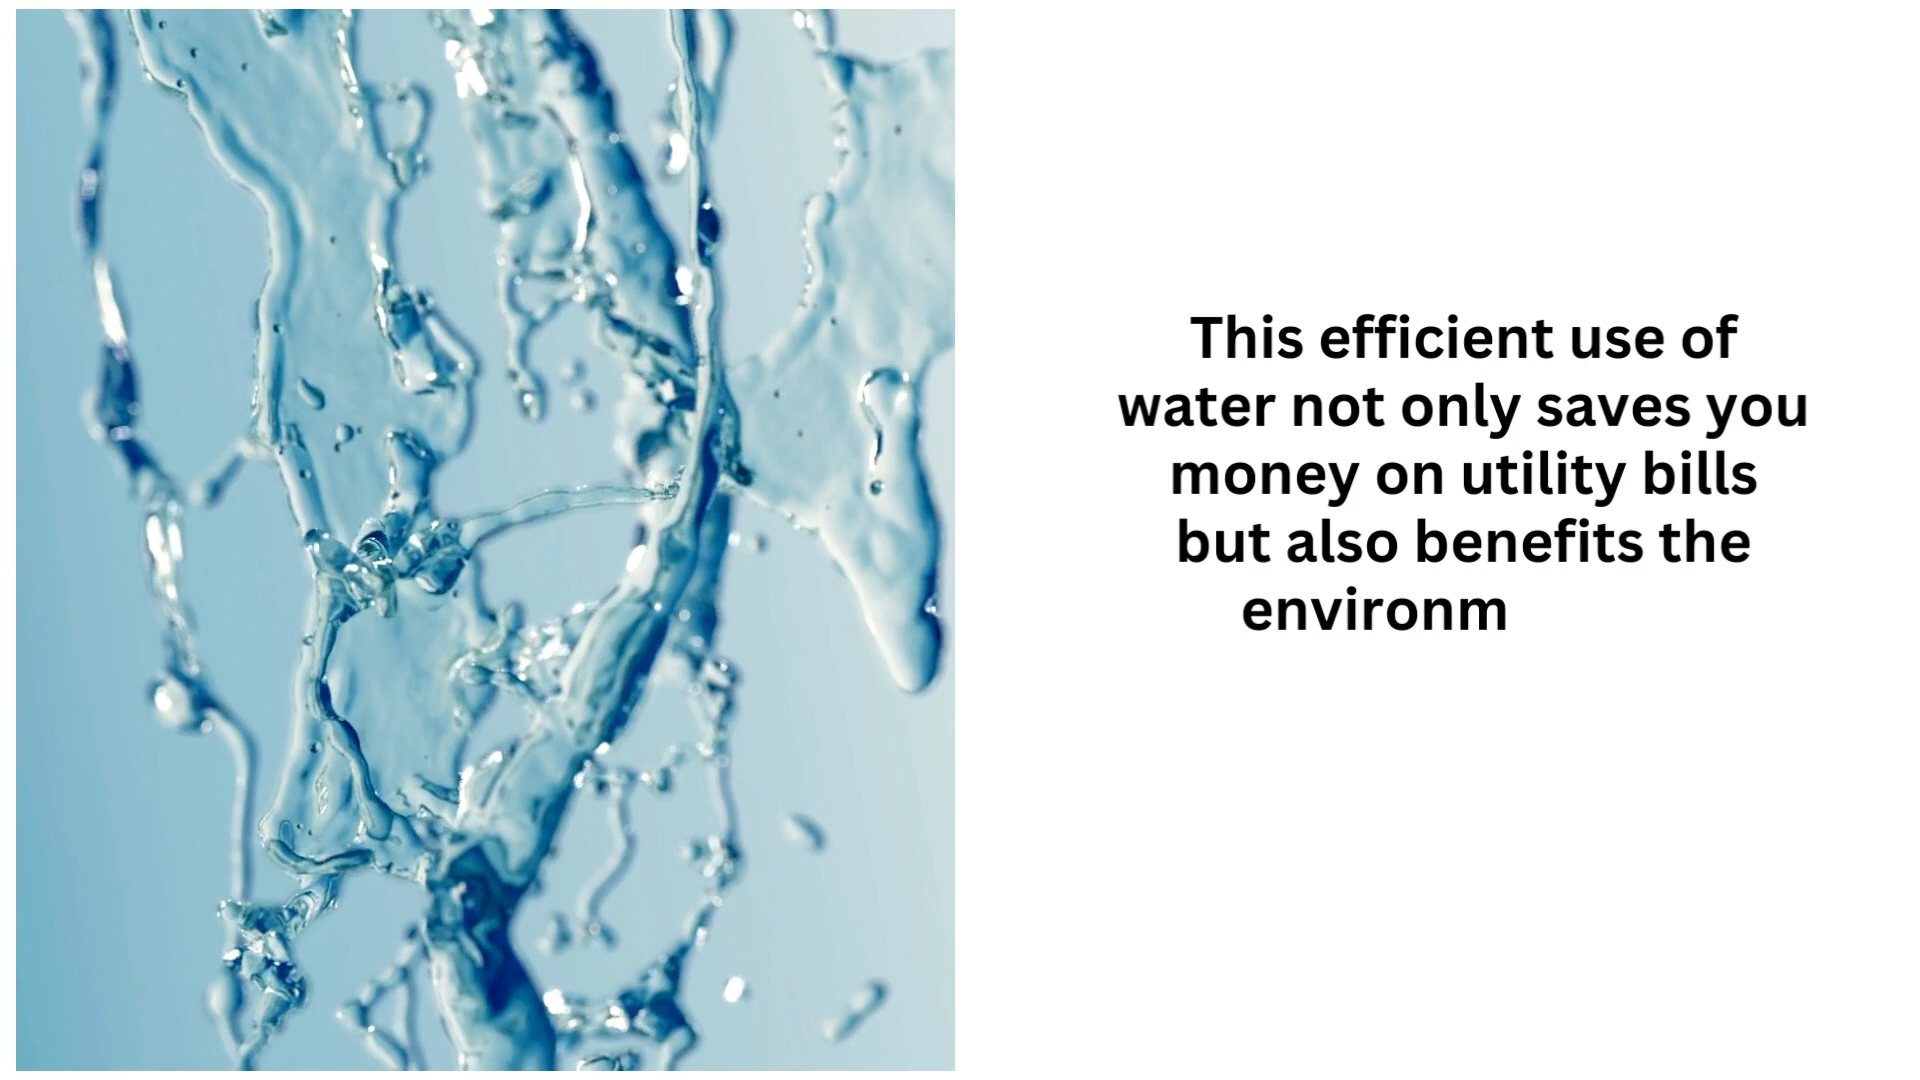 This efficient use of
water not only saves you
money on utility bills
but also benefits the
environm